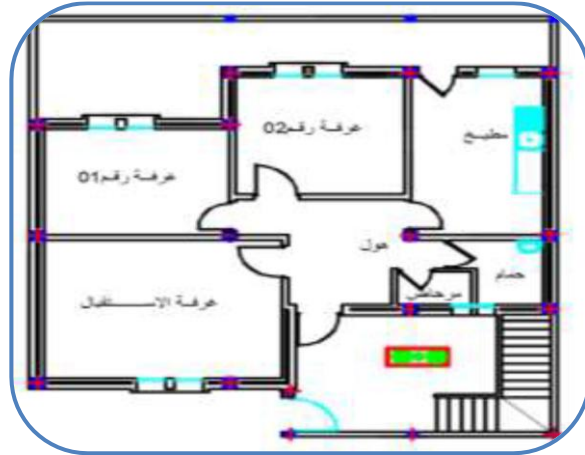 غرفة رقم02
مطبخ
غرفة رقم01
هول
حمام
مرحاض
غرفة الاستقبال